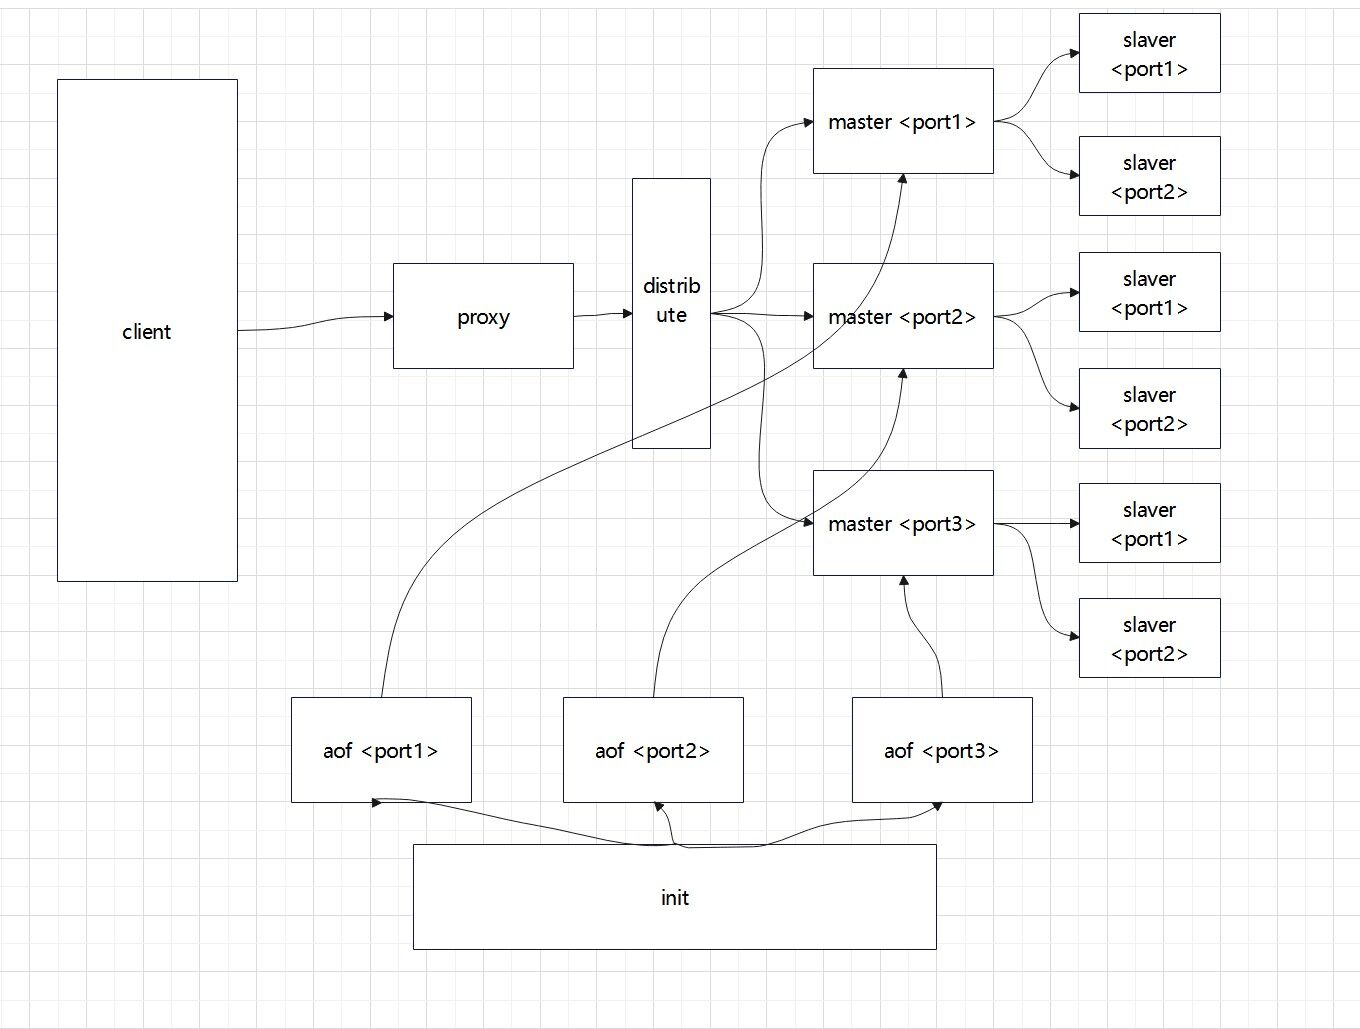 client
proxy
distrib
ute
master <port1>
master <port2>
master <port3>
slaver
<port1>
slaver
<port2>
slaver
<port1>
slaver
<port2>
slaver
<port1>
slaver
<port2>
aof <port1>
aof <port2>
aof <port3>
init